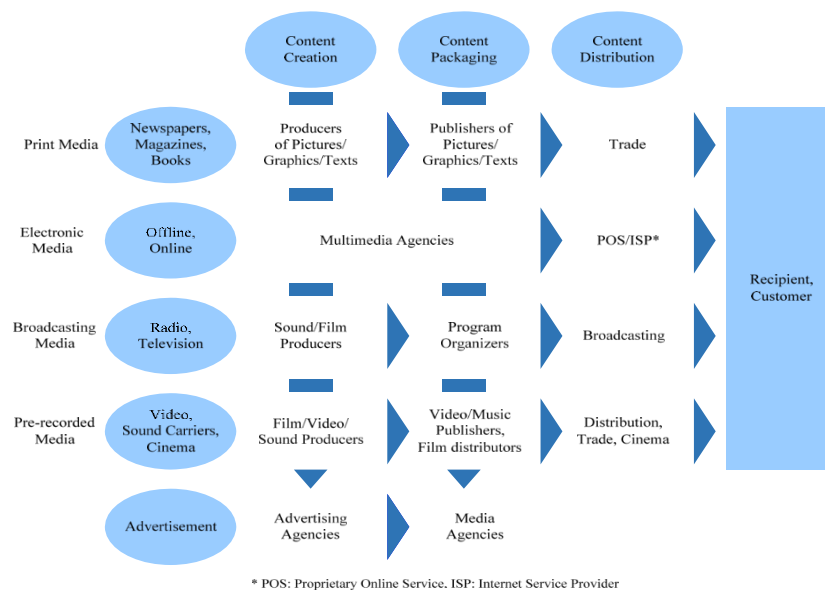 Content
Creation
Content
Packaging
Content
Distribution
Print Media
Newspapers,
Magazines,
Books
Producers
of Pictures/
Graphics/Texts
Publishers of
Pictures/
Graphics/Texts
Trade
Electronic
Media
Offline,
Online
Multimedia Agencies
POS/ISP*
Recipient,
Customer
Broadcasting
Media
Radio,
Television
Sound/Film
Producers
Program
Organizers
Broadcasting
Pre-recorded
Media
Video,
Sound Carriers,
Cinema
Film/Video/
Sound Producers
Video/Music
Publishers,
Film distributors
Distribution,
Trade, Cinema
Advertisement
Advertising
Agencies
Media
Agencies
* POS: Proprietary Online Service, ISP: Internet Service Provider